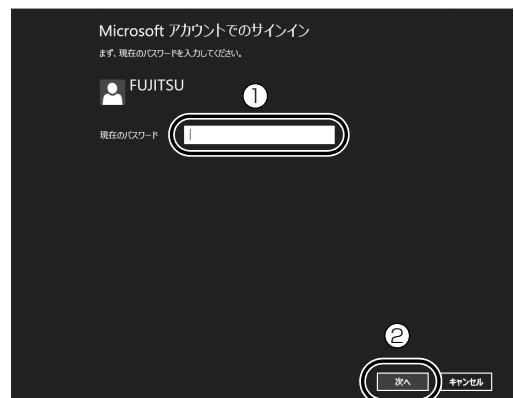 Microsoft アカウントでのサインイン
まず、現在のパスワードを入力してください。
FUJITSU
①
現在のパスワード
②
次へ キャンセル